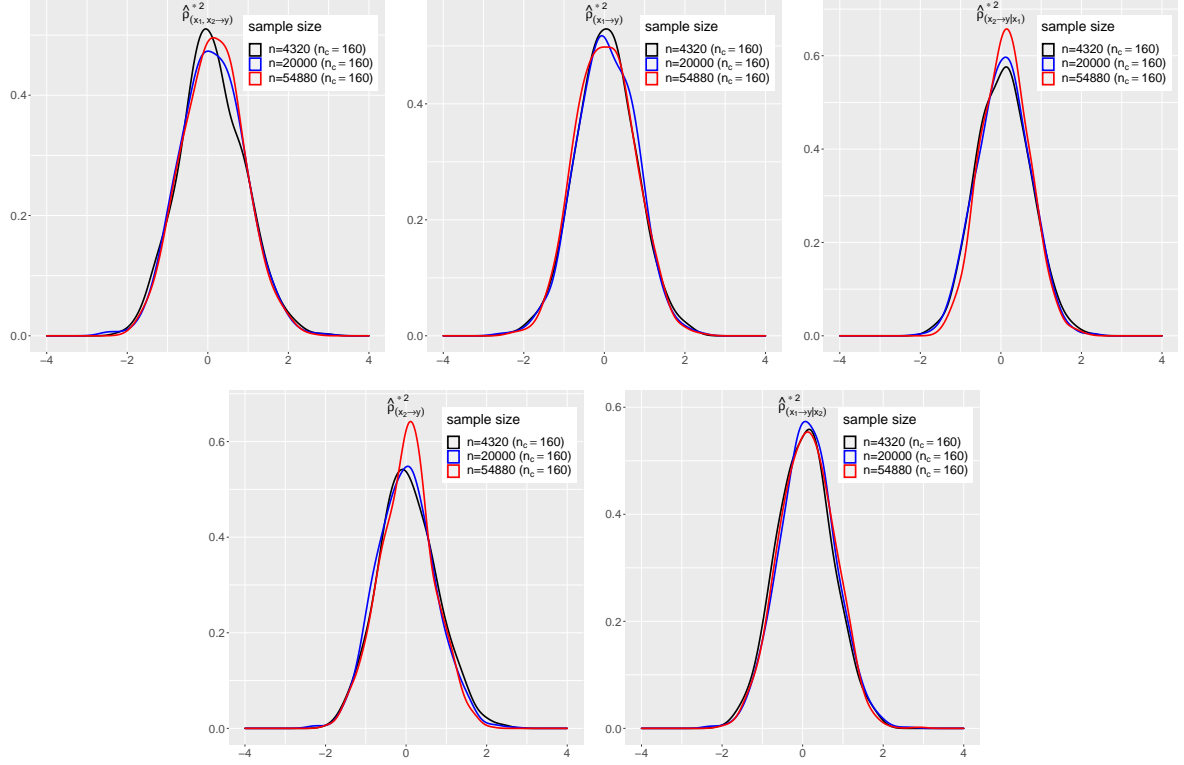 ρ̂*²(x₁, x₂→y)
sample size
n=4320 (n_c = 160)
n=20000 (n_c = 160)
n=54880 (n_c = 160)
0.4
0.2
0.0
−4 −2 0 2 4
ρ̂*²(x₁→y)
sample size
n=4320 (n_c = 160)
n=20000 (n_c = 160)
n=54880 (n_c = 160)
0.4
0.2
0.0
−4 −2 0 2 4
ρ̂*²(x₂→y|x₁)
sample size
n=4320 (n_c = 160)
n=20000 (n_c = 160)
n=54880 (n_c = 160)
0.6
0.4
0.2
0.0
−4 −2 0 2 4
ρ̂*²(x₂→y)
sample size
n=4320 (n_c = 160)
n=20000 (n_c = 160)
n=54880 (n_c = 160)
0.6
0.4
0.2
0.0
−4 −2 0 2 4
ρ̂*²(x₁→y|x₂)
sample size
n=4320 (n_c = 160)
n=20000 (n_c = 160)
n=54880 (n_c = 160)
0.6
0.4
0.2
0.0
−4 −2 0 2 4